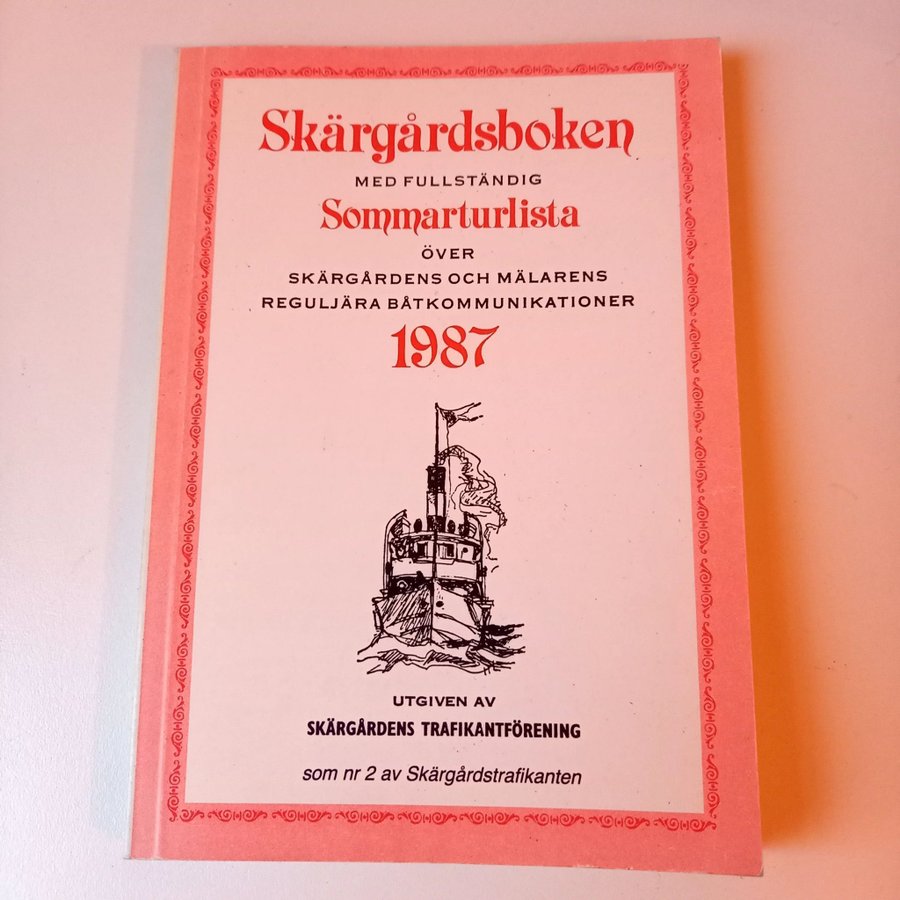 Skärgårdsboken
MED FULLSTÄNDIG
Sommarturlista
ÖVER
SKÄRGÅRDENS OCH MÄLARENS
REGULJÄRA BÅTKOMMUNIKATIONER
1987
UTGIVEN AV
SKÄRGÅRDENS TRAFIKANTFÖRENING
som nr 2 av Skärgårdstrafikanten